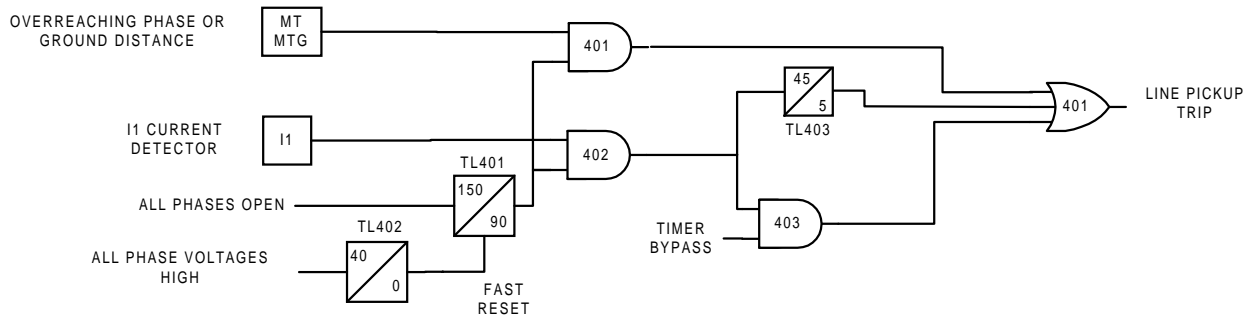 OVERREACHING PHASE OR
GROUND DISTANCE
MT
MTG
401
45
5
TL403
401
LINE PICKUP
TRIP
I1 CURRENT
DETECTOR
I1
402
TL401
150
90
ALL PHASES OPEN
TIMER
BYPASS
403
TL402
40
0
ALL PHASE VOLTAGES
HIGH
FAST
RESET